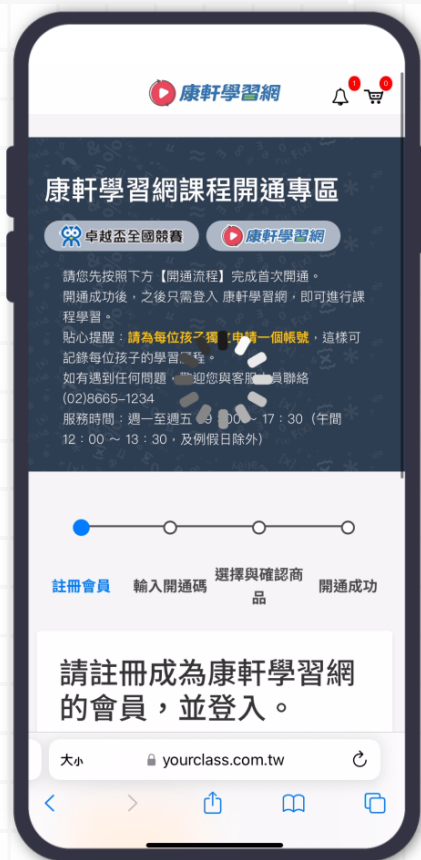 康軒學習網
1
0
康軒學習網課程開通專區
卓越盃全國競賽
康軒學習網
請您先按照下方【開通流程】完成首次開通。
開通成功後,之後只需登入 康軒學習網,即可進行課
程學習。
貼心提醒:請為每位孩子獨立申請一個帳號,這樣可
記錄每位孩子的學習程。
如有遇到任何問題,歡迎您與客服人員聯絡
(02)8665-1234
服務時間:週一至週五 9:00 ~ 17:30(午間
12:00 ~ 13:30,及例假日除外)
註冊會員
輸入開通碼
選擇與確認商
品
開通成功
請註冊成為康軒學習網
的會員,並登入。
大小
yourclass.com.tw